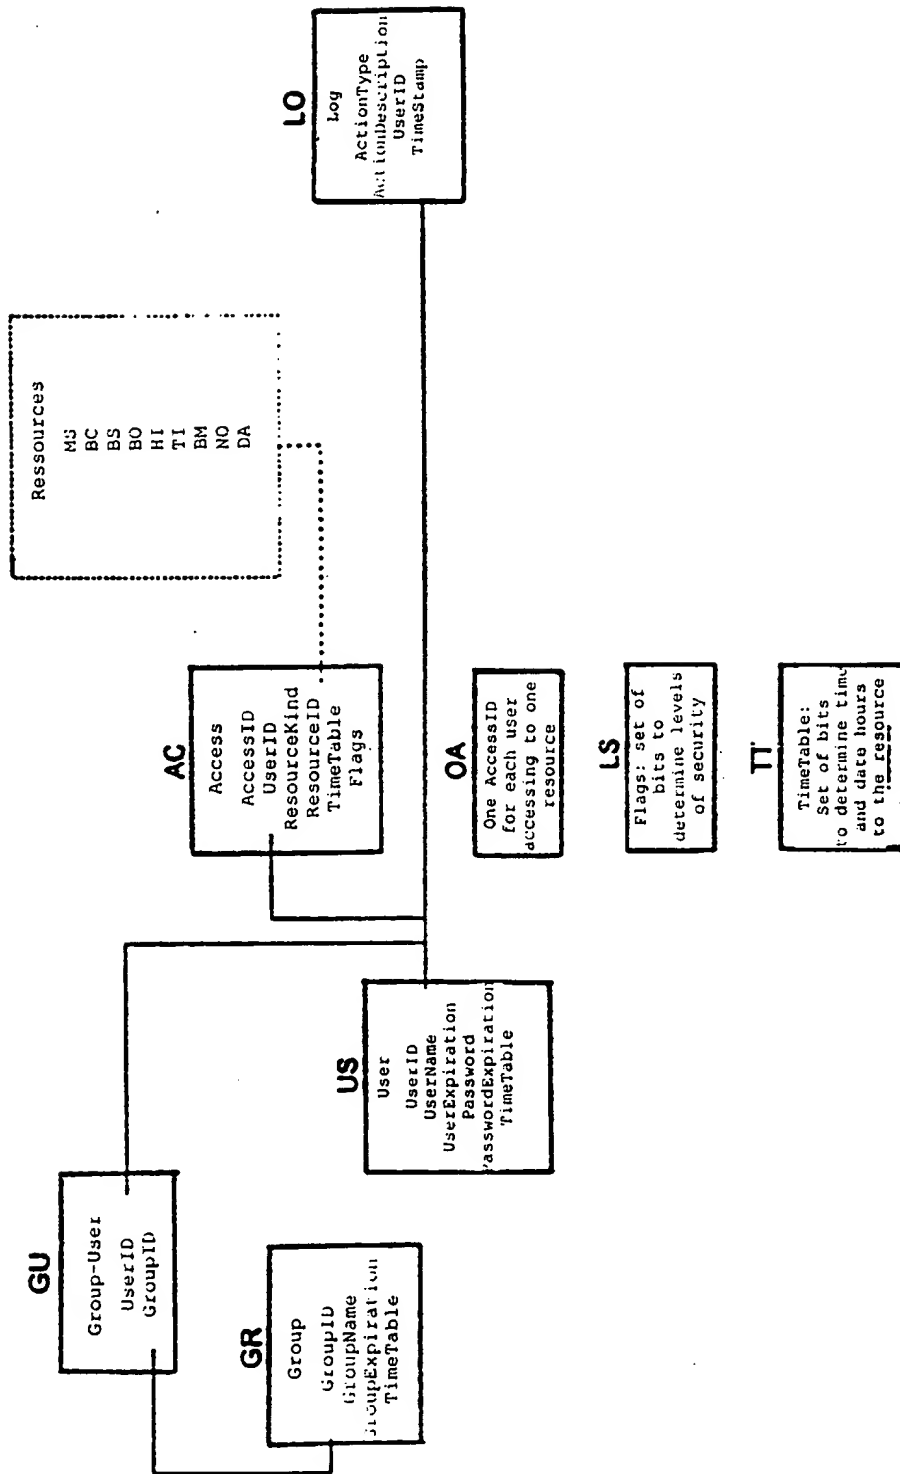 GU
Group-User
UserID
GroupID
GR
Group
GroupID
GroupName
GroupExpiration
TimeTable
US
User
UserID
UserName
UserExpiration
Password
PasswordExpiration
TimeTable
AC
Access
AccessID
UserID
ResourceKind
ResourceID
TimeTable
Flags
OA
One AccessID
for each user
accessing to one
resource
LS
Flags: set of
bits to
determine levels
of security
TT
TimeTable:
Set of bits
to determine time
and date hours
to the resource
Ressources
MS
BC
BS
BO
HI
TI
BM
NO
DA
LO
Log
ActionType
ActionDescription
UserID
TimeStamp